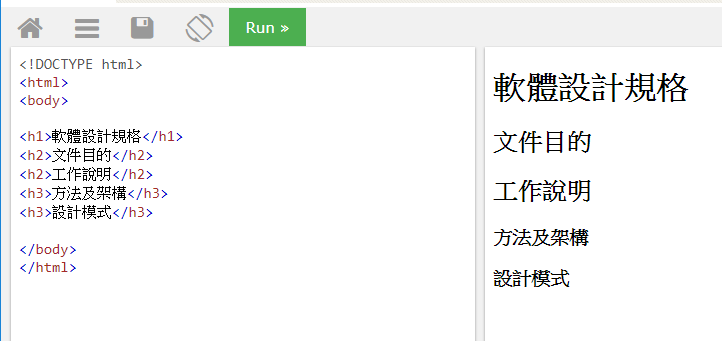 Run »
<!DOCTYPE html>
<html>
<body>
<h1>軟體設計規格</h1>
<h2>文件目的</h2>
<h2>工作說明</h2>
<h3>方法及架構</h3>
<h3>設計模式</h3>
</body>
</html>
軟體設計規格
文件目的
工作說明
方法及架構
設計模式